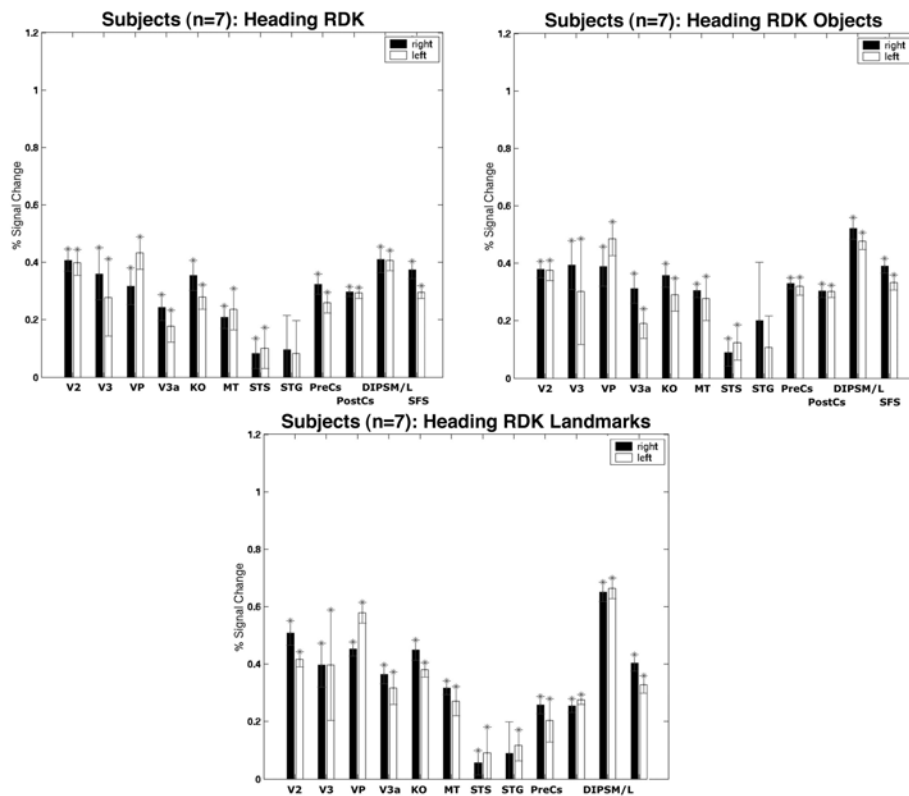 Subjects (n=7): Heading RDK
1.2
1
0.8
0.6
0.4
0.2
0
% Signal Change
right
left
V2 V3 VP V3a KO MT STS STG PreCs DIPSM/L
PostCs SFS
Subjects (n=7): Heading RDK Objects
1.2
1
0.8
0.6
0.4
0.2
0
% Signal Change
right
left
V2 V3 VP V3a KO MT STS STG PreCs DIPSM/L
PostCs SFS
Subjects (n=7): Heading RDK Landmarks
1.2
1
0.8
0.6
0.4
0.2
0
% Signal Change
right
left
V2 V3 VP V3a KO MT STS STG PreCs DIPSM/L